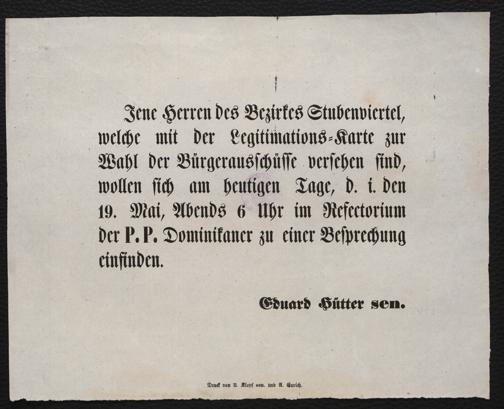 Jene Herren des Bezirkes Stubenviertel,
welche mit der Legitimations-Karte zur
Wahl der Bürgerausschüsse versehen sind,
wollen sich am heutigen Tage, d. i. den
19. Mai, Abends 6 Uhr im Refectorium
der P. P. Dominikaner zu einer Besprechung
einfinden.
Eduard Hütter sen.
Druck von U. Klopf sen. und A. Eurich.